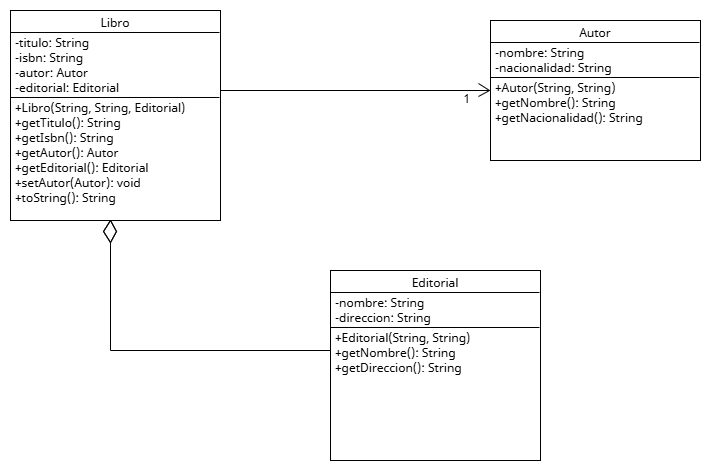 Libro
-titulo: String
-isbn: String
-autor: Autor
-editorial: Editorial
+Libro(String, String, Editorial)
+getTitulo(): String
+getIsbn(): String
+getAutor(): Autor
+getEditorial(): Editorial
+setAutor(Autor): void
+toString(): String
1
Autor
-nombre: String
-nacionalidad: String
+Autor(String, String)
+getNombre(): String
+getNacionalidad(): String
Editorial
-nombre: String
-direccion: String
+Editorial(String, String)
+getNombre(): String
+getDireccion(): String